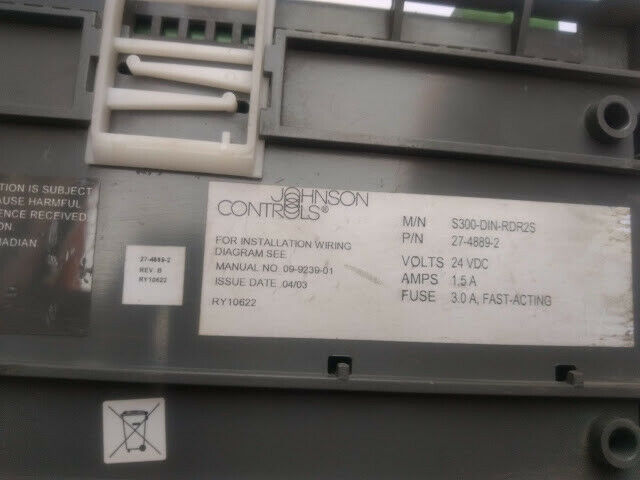 TION IS SUBJECT
AUSE HARMFUL
ENCE RECEIVED
ION
NADIAN
27-4889-2
REV. B
RY10622
JOHNSON
CONTROLS®
FOR INSTALLATION WIRING
DIAGRAM SEE
MANUAL NO. 09-9239-01
ISSUE DATE 04/03
RY10622
M/N S300-DIN-RDR2S
P/N 27-4889-2
VOLTS 24 VDC
AMPS 1.5 A
FUSE 3.0 A, FAST-ACTING